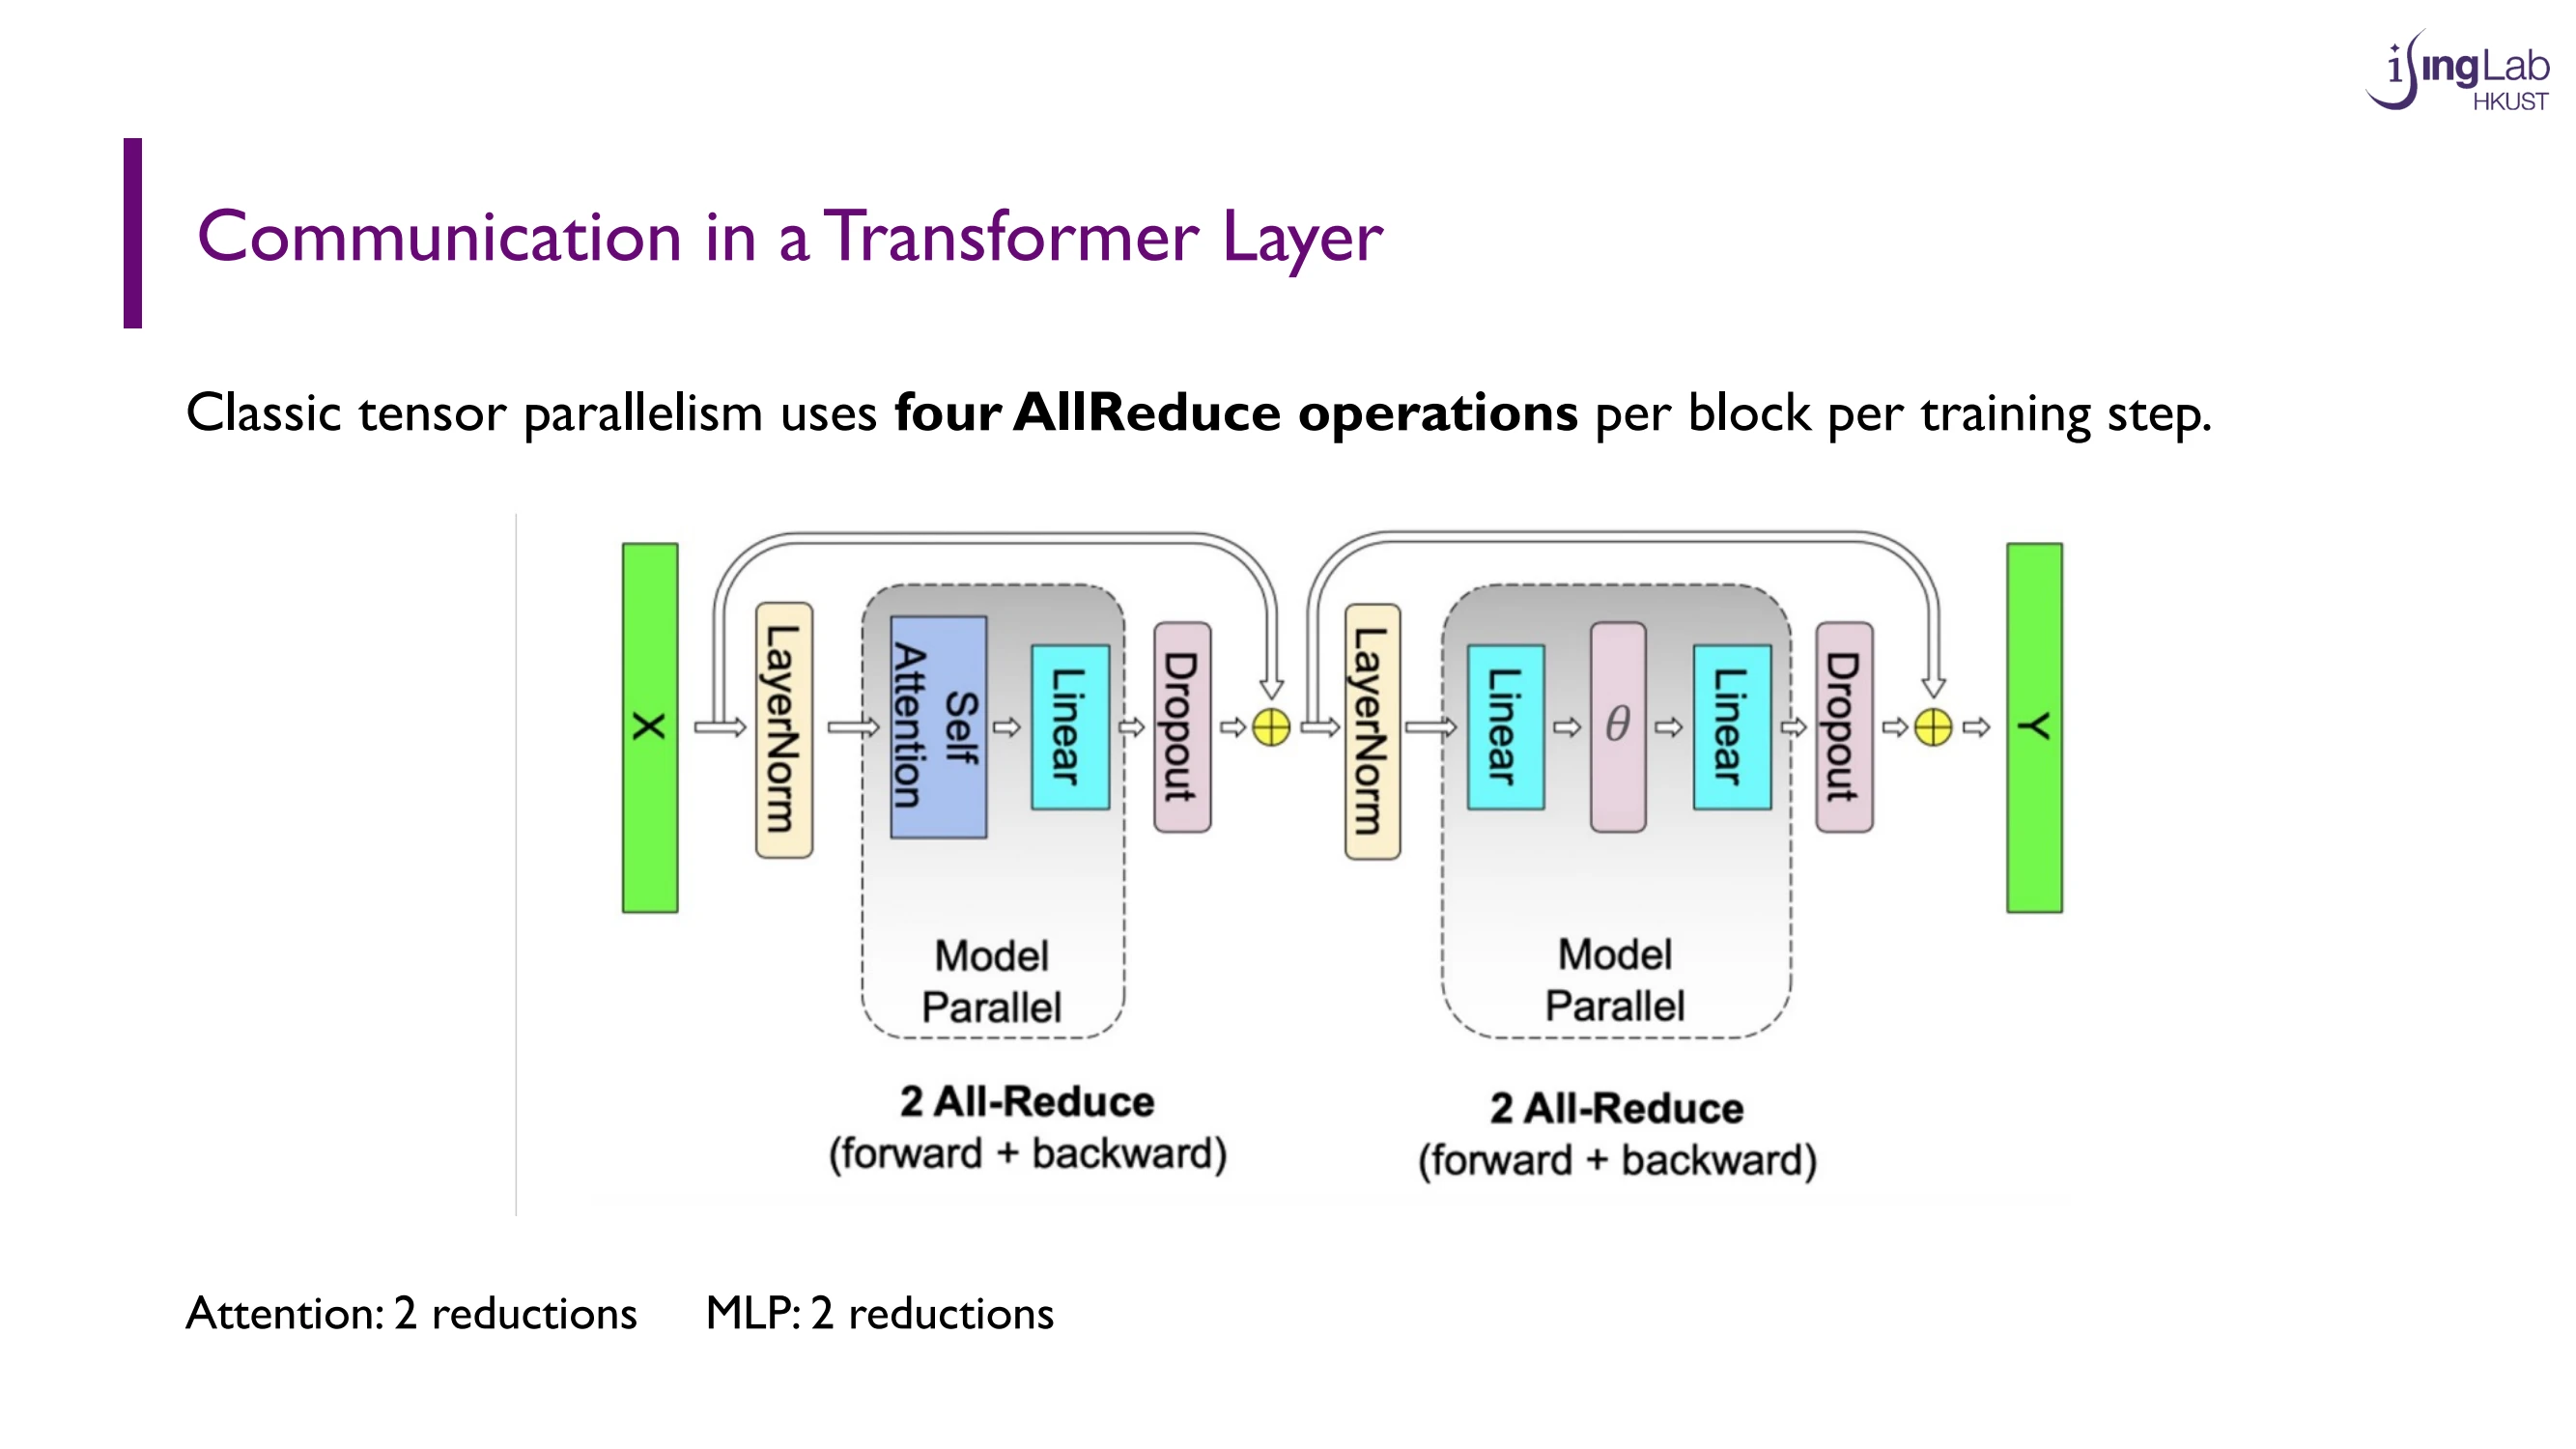 iSingLab
HKUST
Communication in a Transformer Layer
Classic tensor parallelism uses four AllReduce operations per block per training step.
X
LayerNorm
Self
Attention
Linear
Dropout
LayerNorm
Linear
θ
Linear
Dropout
Y
Model
Parallel
Model
Parallel
2 All-Reduce
(forward + backward)
2 All-Reduce
(forward + backward)
Attention: 2 reductions MLP: 2 reductions